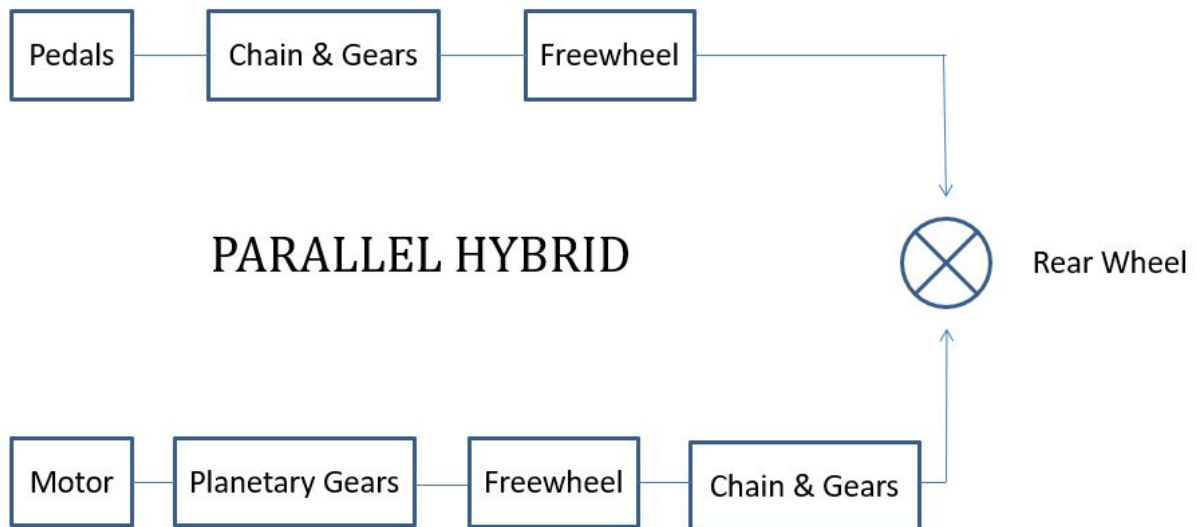 Pedals
Chain & Gears
Freewheel
PARALLEL HYBRID
Rear Wheel
Motor
Planetary Gears
Freewheel
Chain & Gears